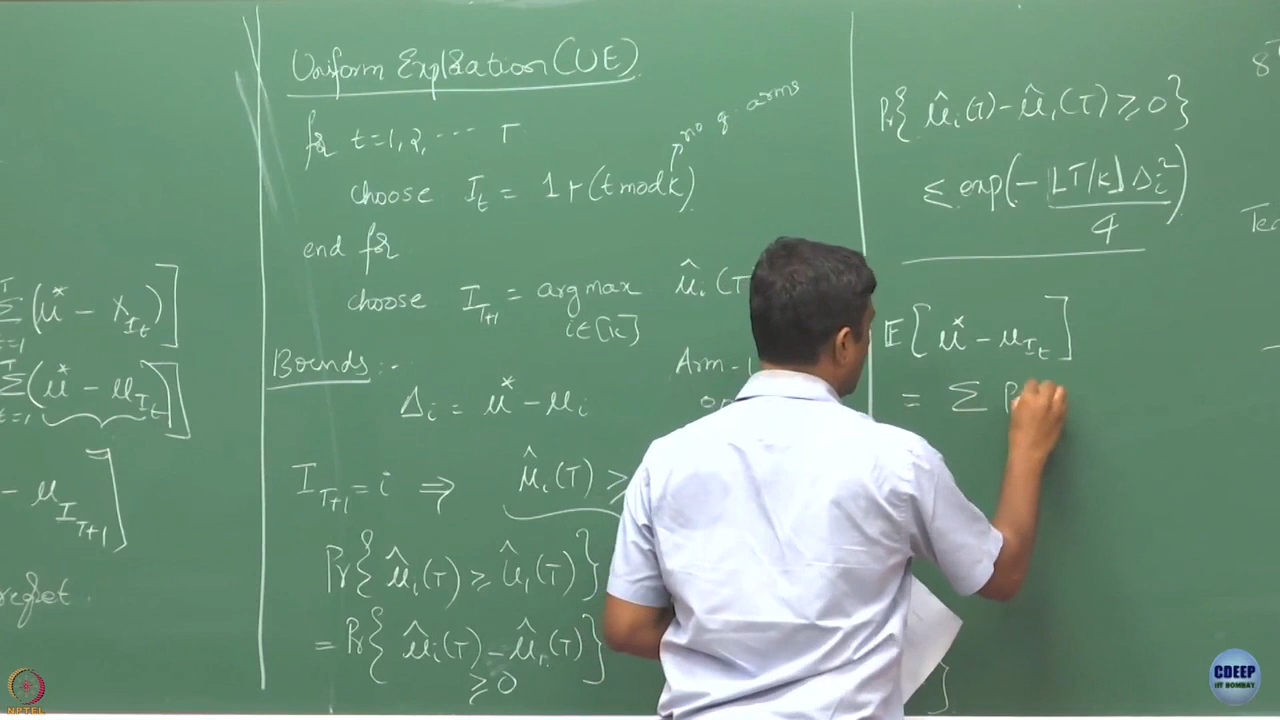 Σ(μ* − X_{I_t})]
t=1
Σ(μ* − μ_{I_t})]
t=1
− μ_{I_{T+1}}]
regret.
Uniform Exploration (UE)
for t=1,2, ---- T
no of arms
choose I_t = 1+(t mod k)
end for
choose I_{T+1} = argmax μ̂_i(T
i∈[k]
Bounds :-
Arm-
Δ_i = μ* − μ_i
I_{T+1} = i ⇒ μ̂_i(T) ≥
Pr{ μ̂_i(T) ≥ μ̂_1(T) }
= Pr{ μ̂_i(T) − μ̂_1(T) }
≥ 0
Pr{ μ̂_i(T) − μ̂_1(T) ≥ 0 }
≤ exp(− ⌊T/k⌋ Δ_i² / 4)
E[ μ* − μ_{I_t} ]
= Σ P
}
NPTEL
CDEEP
IIT BOMBAY